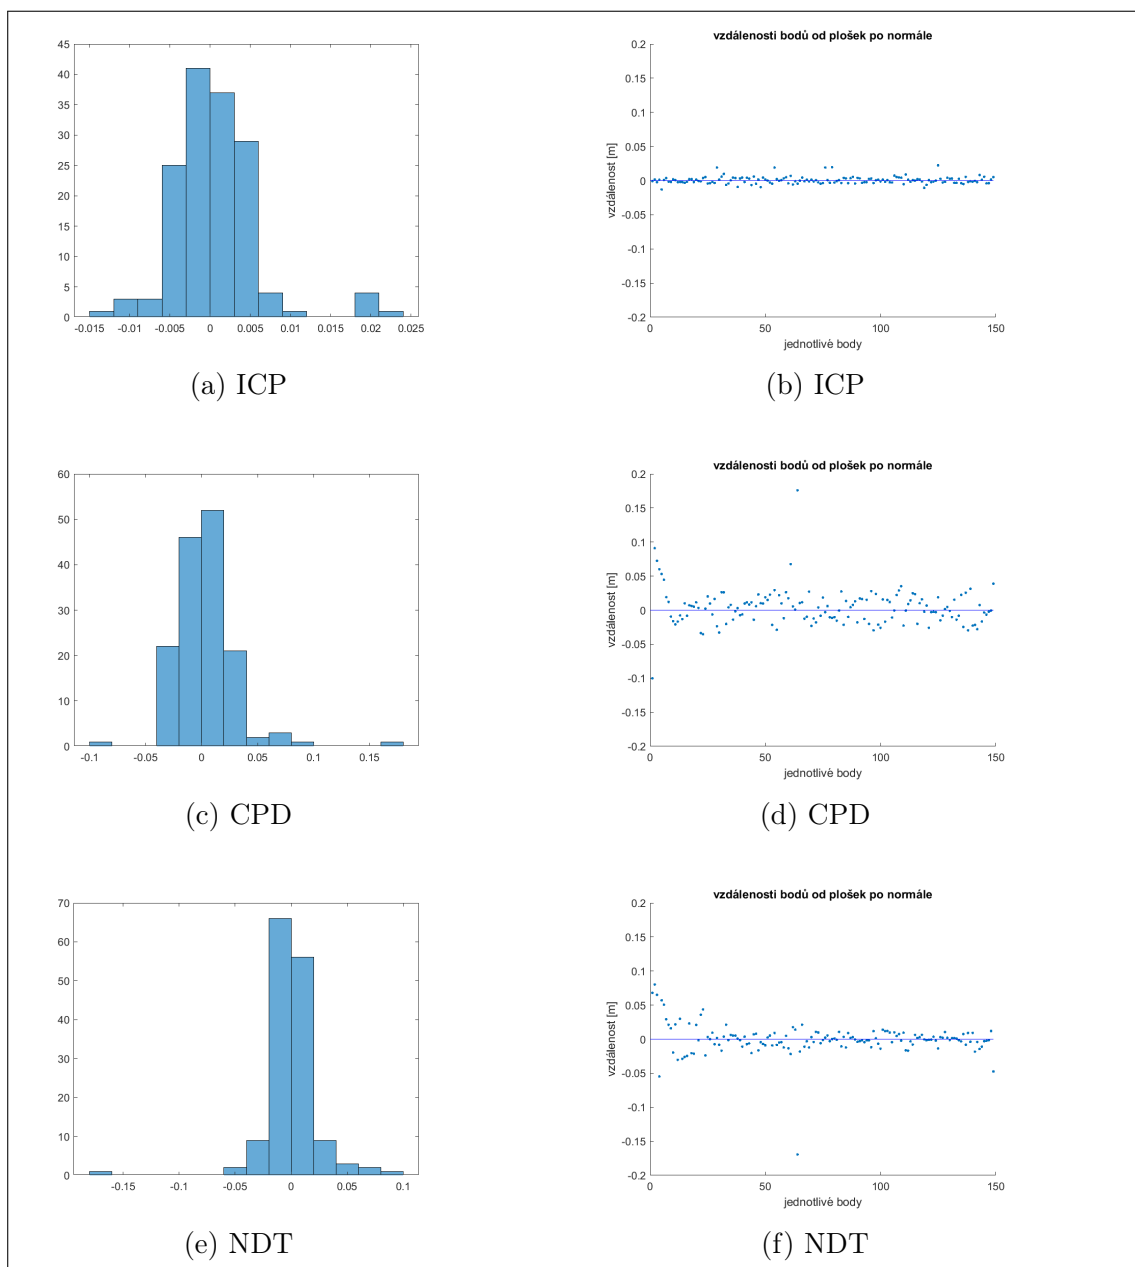 45
40
35
30
25
20
15
10
5
0
-0.015 -0.01 -0.005 0 0.005 0.01 0.015 0.02 0.025
(a) ICP
vzdálenosti bodů od plošek po normále
0.2
0.15
0.1
0.05
0
-0.05
-0.1
-0.15
-0.2
vzdálenost [m]
0 50 100 150
jednotlivé body
(b) ICP
60
50
40
30
20
10
0
-0.1 -0.05 0 0.05 0.1 0.15
(c) CPD
vzdálenosti bodů od plošek po normále
0.2
0.15
0.1
0.05
0
-0.05
-0.1
-0.15
-0.2
vzdálenost [m]
0 50 100 150
jednotlivé body
(d) CPD
70
60
50
40
30
20
10
0
-0.15 -0.1 -0.05 0 0.05 0.1
(e) NDT
vzdálenosti bodů od plošek po normále
0.2
0.15
0.1
0.05
0
-0.05
-0.1
-0.15
-0.2
vzdálenost [m]
0 50 100 150
jednotlivé body
(f) NDT